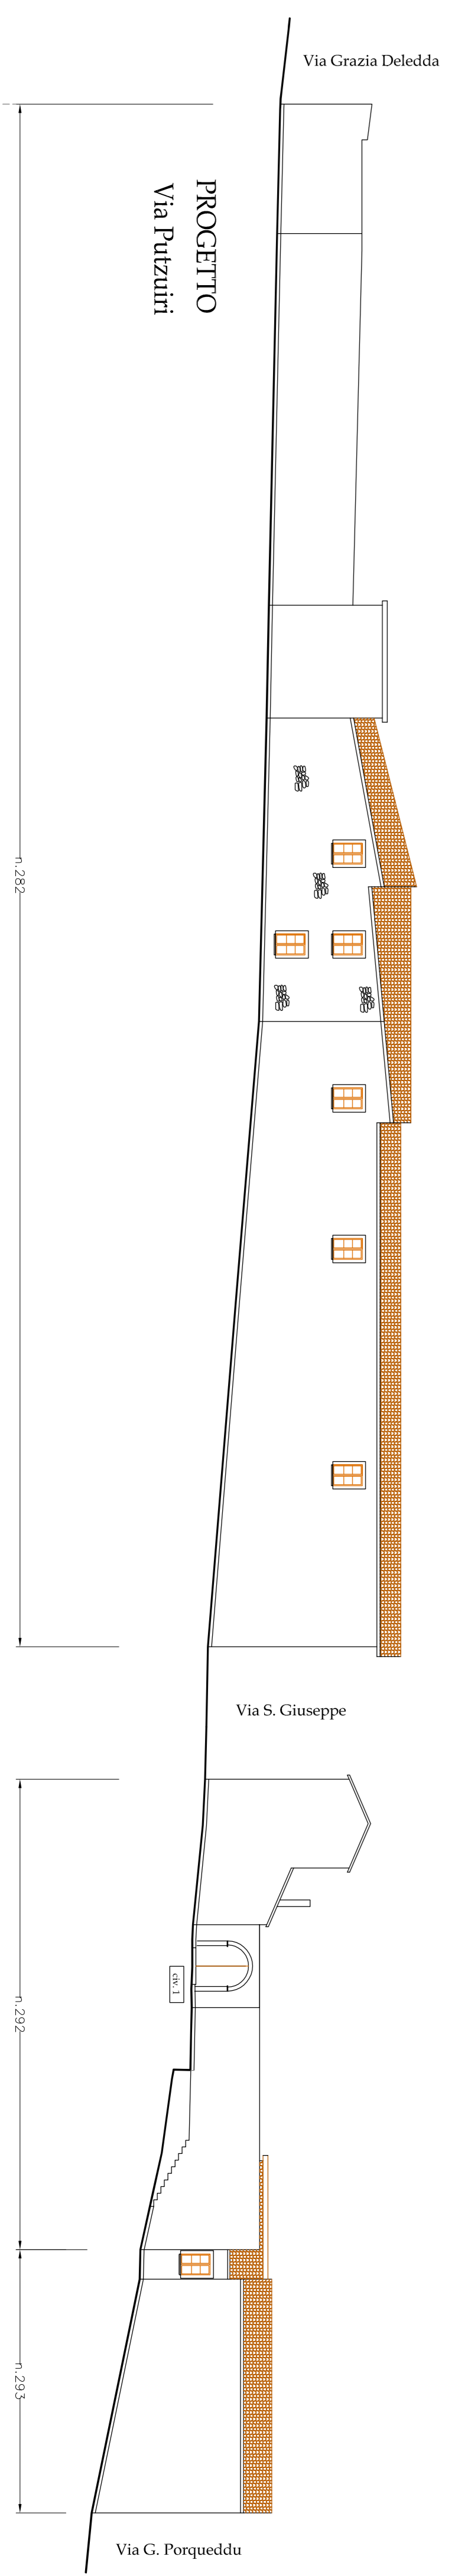 Via Grazia Deledda
PROGETTO
Via Putzuiri
n.282
Via S. Giuseppe
civ. 1
n.292
n.293
Via G. Porqueddu